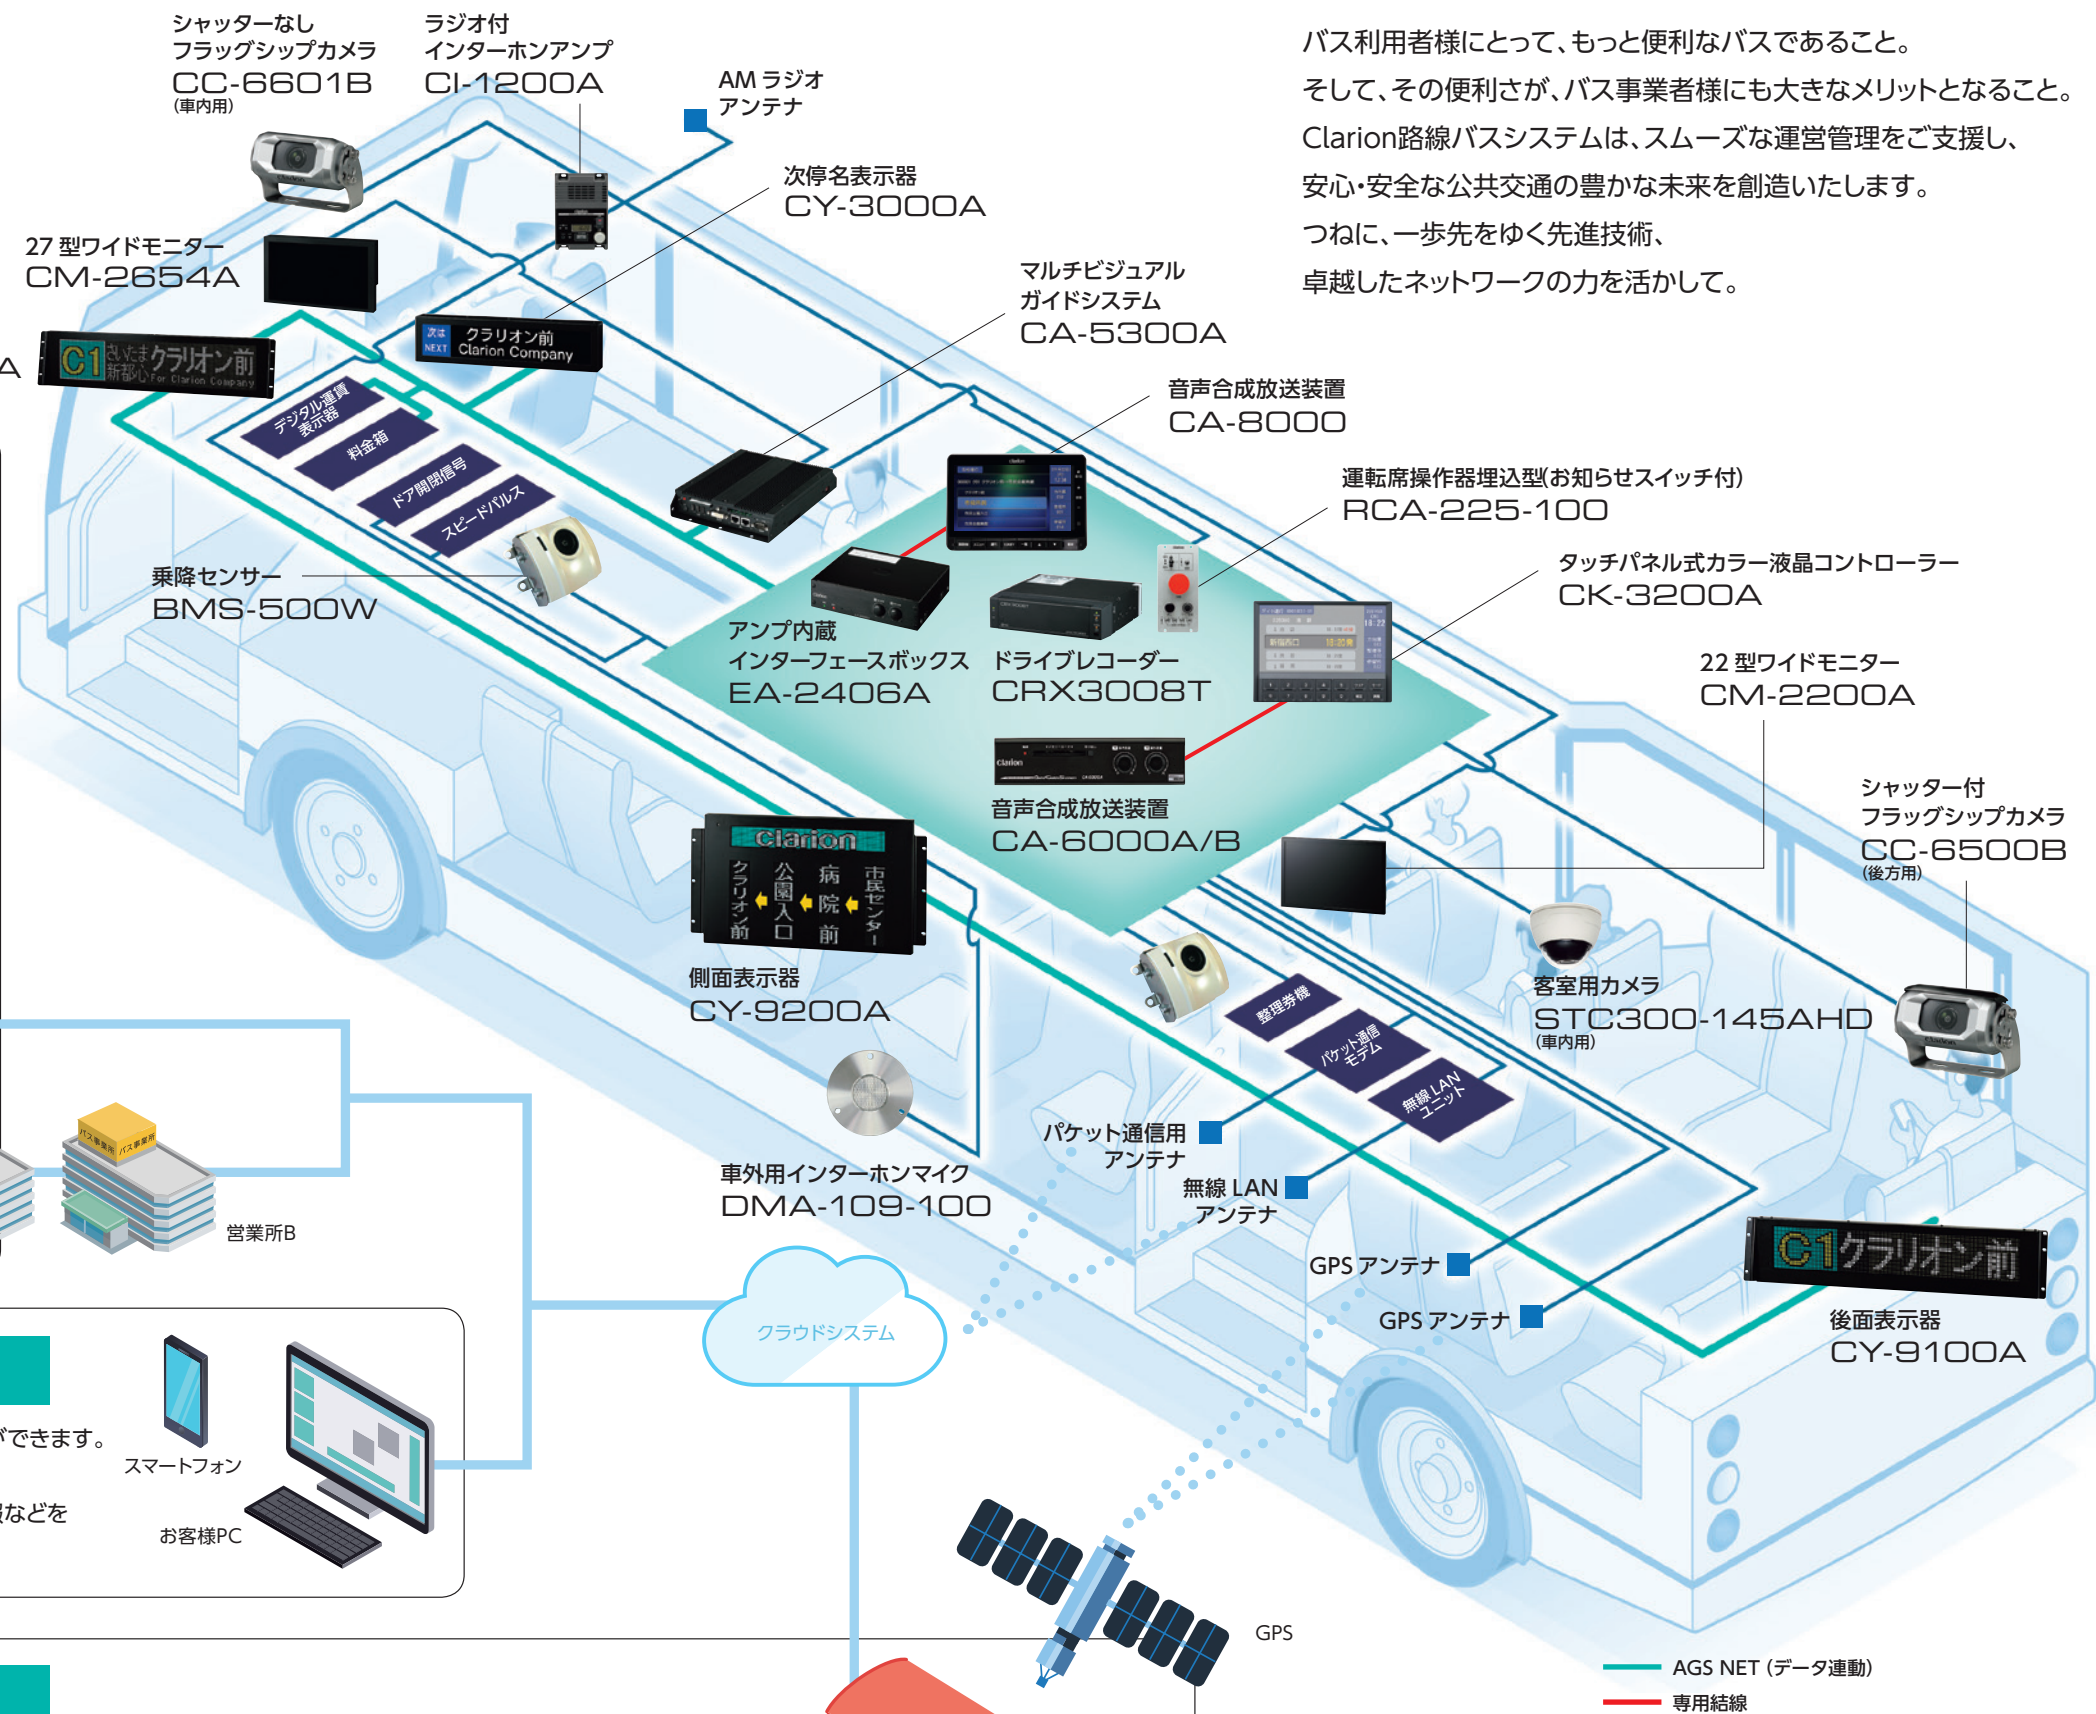 シャッターなし
フラッグシップカメラ
CC-6601B
(車内用)
ラジオ付
インターホンアンプ
CI-1200A
AM ラジオ
アンテナ
バス利用者様にとって、もっと便利なバスであること。
そして、その便利さが、バス事業者様にも大きなメリットとなること。
Clarion路線バスシステムは、スムーズな運営管理をご支援し、
安心・安全な公共交通の豊かな未来を創造いたします。
つねに、一歩先をゆく先進技術、
卓越したネットワークの力を活かして。
次停名表示器
CY-3000A
27 型ワイドモニター
CM-2654A
マルチビジュアル
ガイドシステム
CA-5300A
次は
NEXT
クラリオン前
Clarion Company
A
C1
さいたま
新都心
クラリオン前
For Clarion Company
音声合成放送装置
CA-8000
デジタル運賃
表示器
料金箱
ドア開閉信号
スピードパルス
運転席操作器埋込型(お知らせスイッチ付)
RCA-225-100
乗降センサー
BMS-500W
タッチパネル式カラー液晶コントローラー
CK-3200A
アンプ内蔵
インターフェースボックス
EA-2406A
ドライブレコーダー
CRX3008T
18:22
新宿西口 18:20発
22 型ワイドモニター
CM-2200A
Clarion
音声合成放送装置
CA-6000A/B
シャッター付
フラッグシップカメラ
CC-6500B
(後方用)
clarion
市民センター
病院前
公園入口
クラリオン前
側面表示器
CY-9200A
整理券機
パケット通信
モデム
無線 LAN
ユニット
客室用カメラ
STC300-145AHD
(車内用)
車外用インターホンマイク
DMA-109-100
パケット通信用
アンテナ
無線 LAN
アンテナ
GPS アンテナ
GPS アンテナ
C1クラリオン前
後面表示器
CY-9100A
バス事業所
バス事業所
営業所B
クラウドシステム
ができます。
スマートフォン
報などを
お客様PC
GPS
AGS NET (データ連動)
専用結線